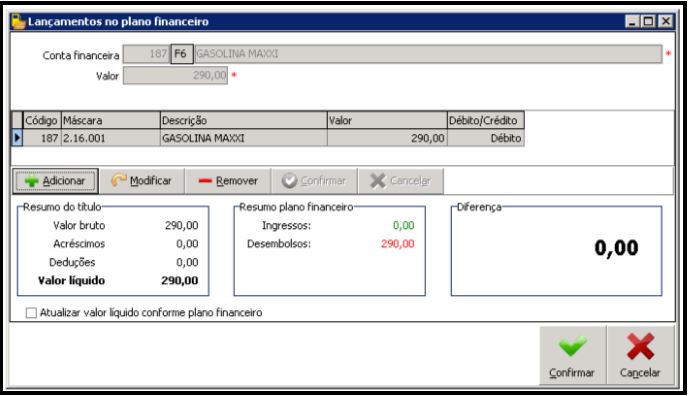 Lançamentos no plano financeiro
Conta financeira 187 F6 GASOLINA MAXXI *
Valor 290,00 *
Código Máscara Descrição Valor Débito/Crédito
187 2.16.001 GASOLINA MAXXI 290,00 Débito
Adicionar Modificar Remover Confirmar Cancelar
Resumo do título Resumo plano financeiro Diferença
Valor bruto 290,00 Ingressos: 0,00
Acréscimos 0,00 Desembolsos: 290,00 0,00
Deduções 0,00
Valor líquido 290,00
Atualizar valor líquido conforme plano financeiro
Confirmar Cancelar